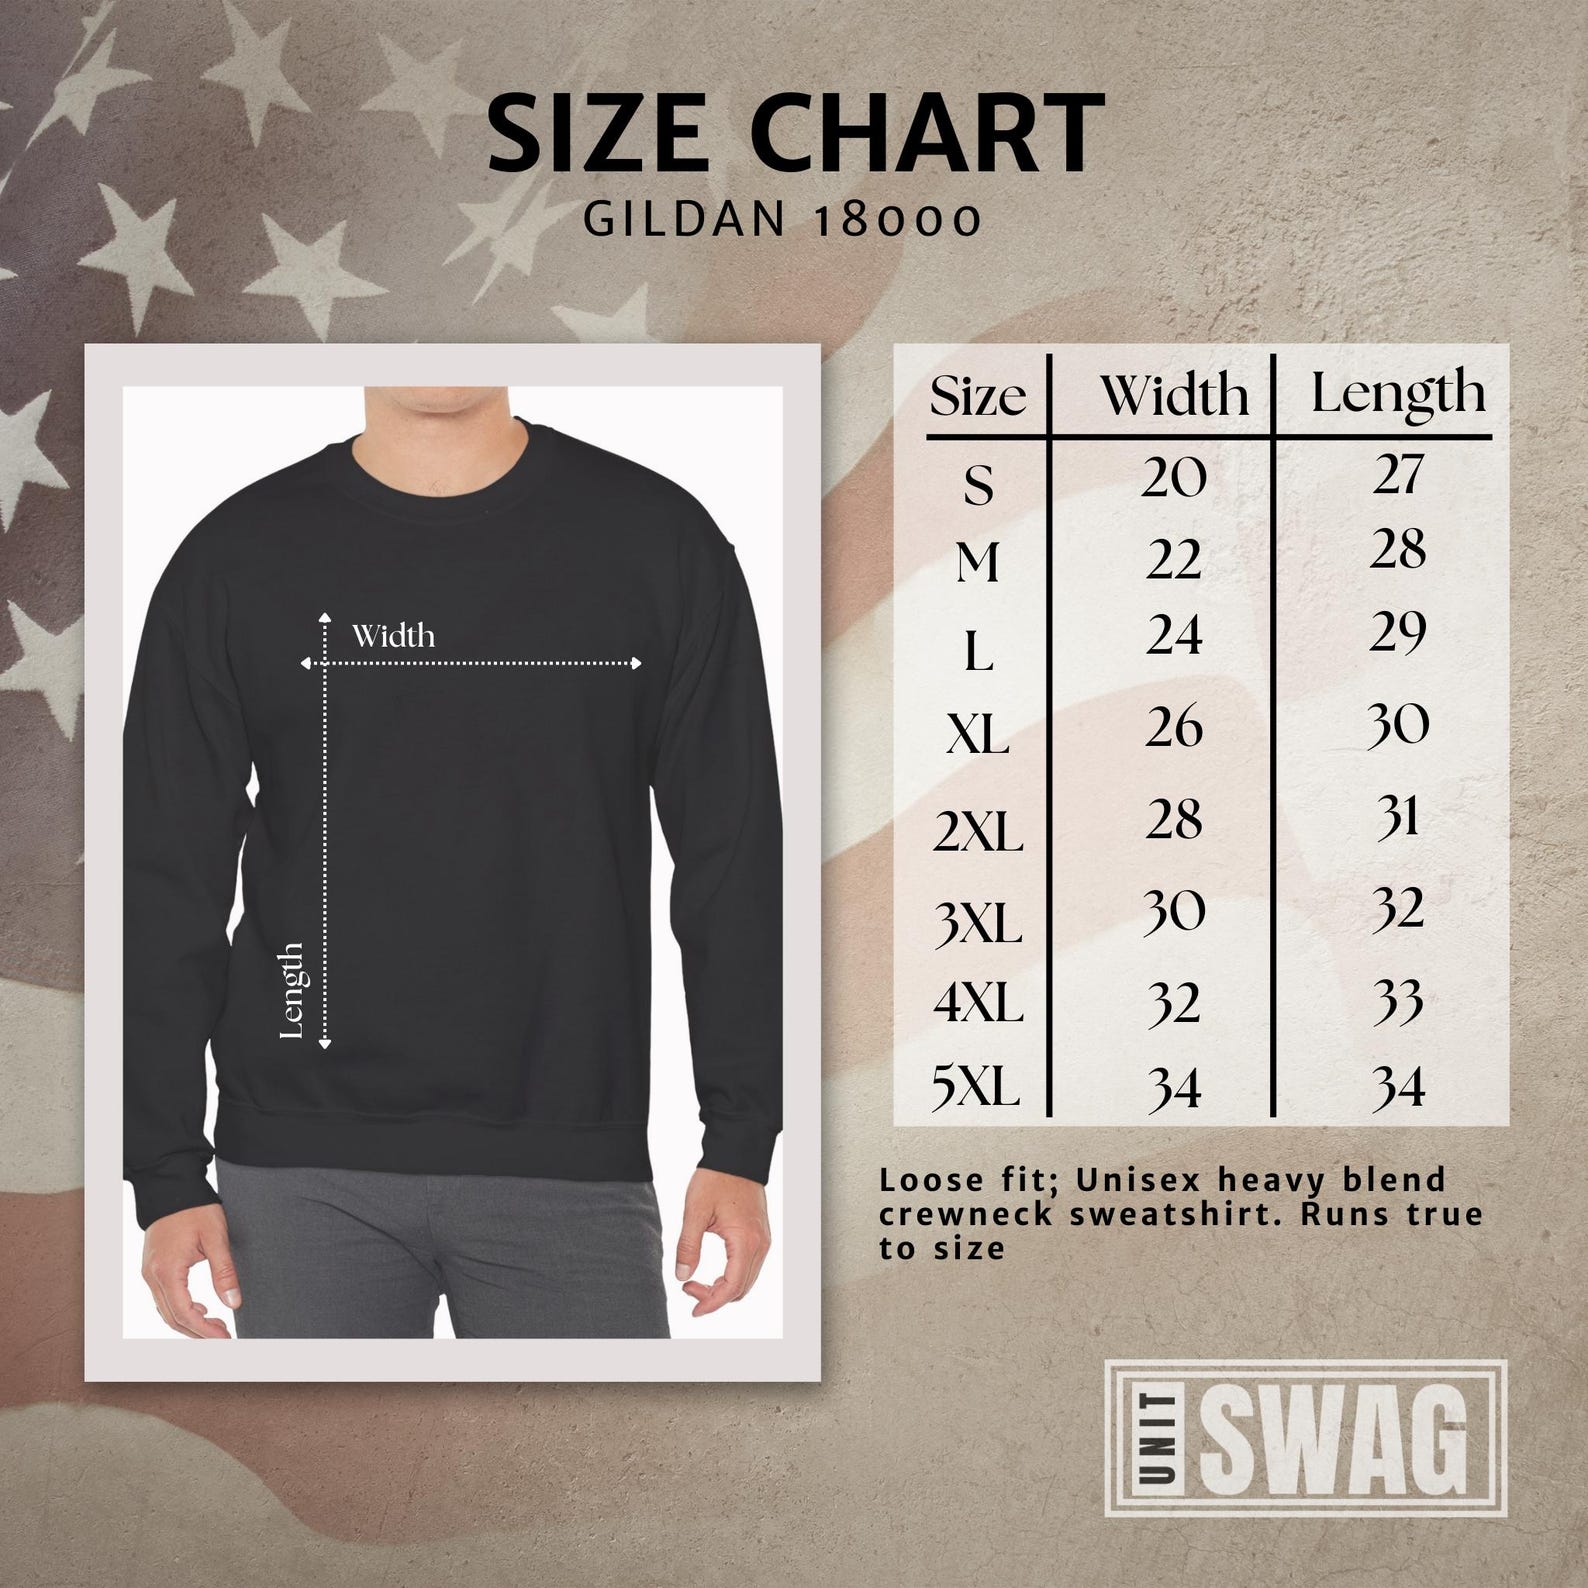 SIZE CHART
GILDAN 18000
Width
Length
Size Width Length
S 20 27
M 22 28
L 24 29
XL 26 30
2XL 28 31
3XL 30 32
4XL 32 33
5XL 34 34
Loose fit; Unisex heavy blend
crewneck sweatshirt. Runs true
to size
UNIT SWAG